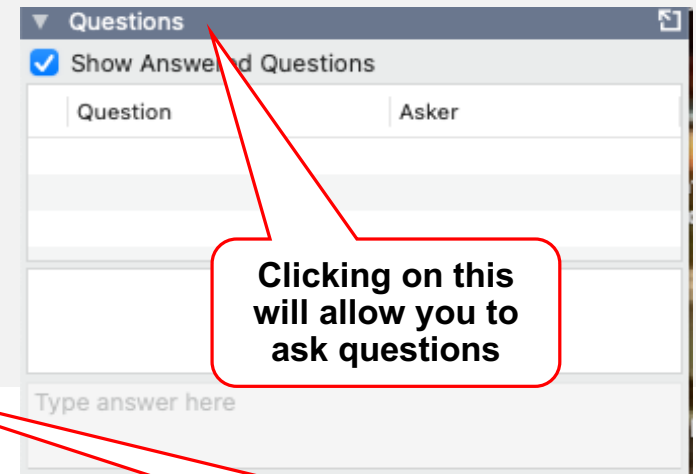 Questions
Show Answered Questions
Question Asker
Clicking on this
will allow you to
ask questions
Type answer here